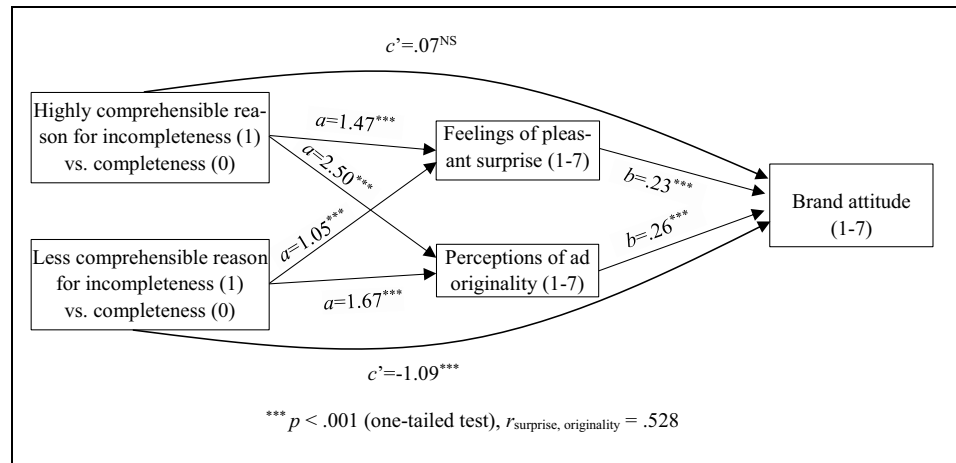 c’=.07NS
Highly comprehensible rea-
son for incompleteness (1)
vs. completeness (0)
a=1.47***
Feelings of pleas-
ant surprise (1-7)
a=2.50***
b=.23***
Brand attitude
(1-7)
a=1.05***
b=.26***
Less comprehensible reason
for incompleteness (1)
vs. completeness (0)
Perceptions of ad
originality (1-7)
a=1.67***
c’=-1.09***
*** p < .001 (one-tailed test), rsurprise, originality = .528